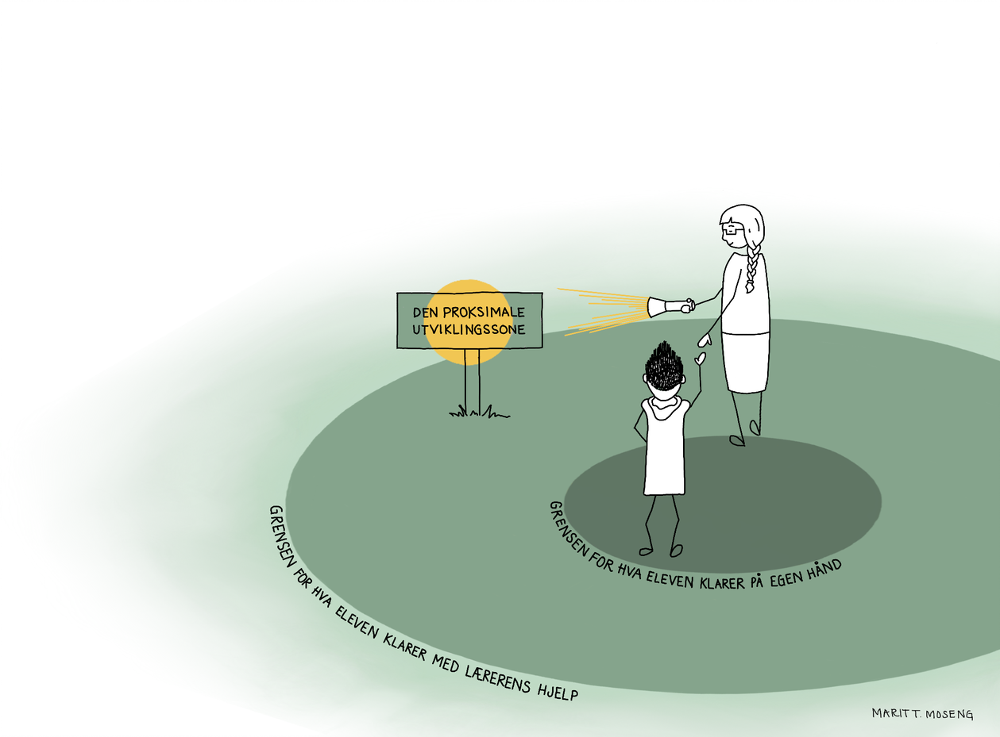 DEN PROKSIMALE
UTVIKLINGSSONE
GRENSEN FOR HVA ELEVEN KLARER PÅ EGEN HÅND
GRENSEN FOR HVA ELEVEN KLARER MED LÆRERENS HJELP
MARIT T. MOSENG